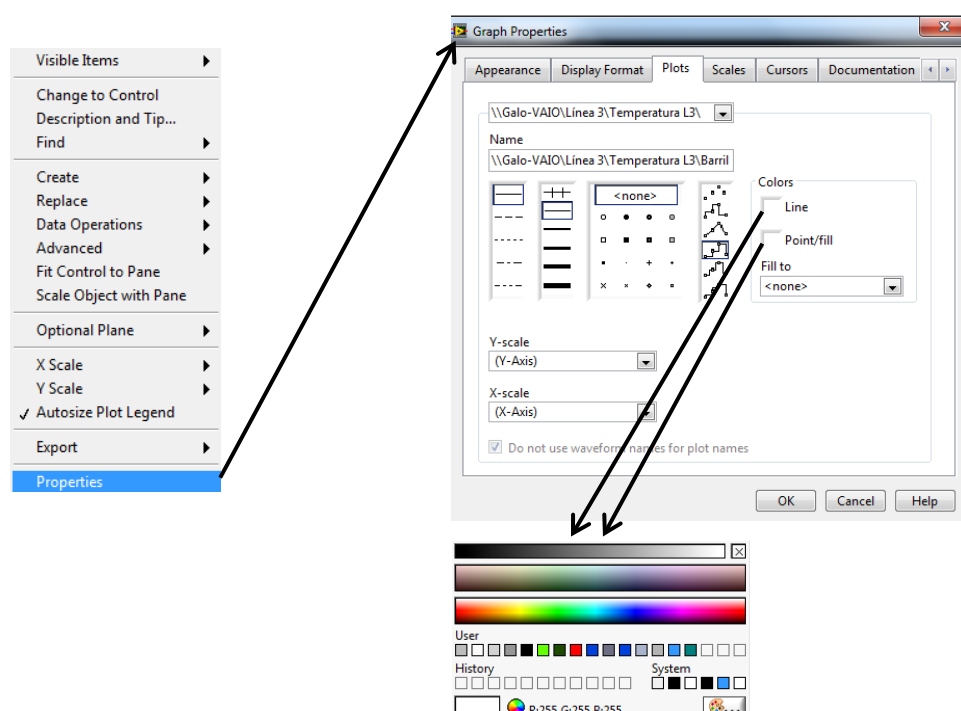 Visible Items
Change to Control
Description and Tip...
Find
Create
Replace
Data Operations
Advanced
Fit Control to Pane
Scale Object with Pane
Optional Plane
X Scale
Y Scale
Autosize Plot Legend
Export
Properties
Graph Properties
Appearance Display Format Plots Scales Cursors Documentation
\\Galo-VAIO\Línea 3\Temperatura L3\
Name
\\Galo-VAIO\Línea 3\Temperatura L3\Barril
<none>
Colors
Line
Point/fill
Fill to
<none>
Y-scale
(Y-Axis)
X-scale
(X-Axis)
Do not use waveform names for plot names
OK Cancel Help
User
History System
R:255 G:255 B:255